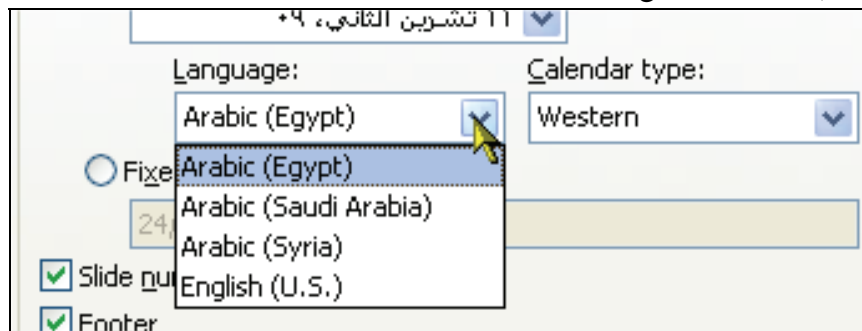 ١١ تشرين الثاني، ٠٩
Language: Calendar type:
Arabic (Egypt) Western
Arabic (Egypt)
Arabic (Saudi Arabia)
Arabic (Syria)
English (U.S.)
Slide
Footer